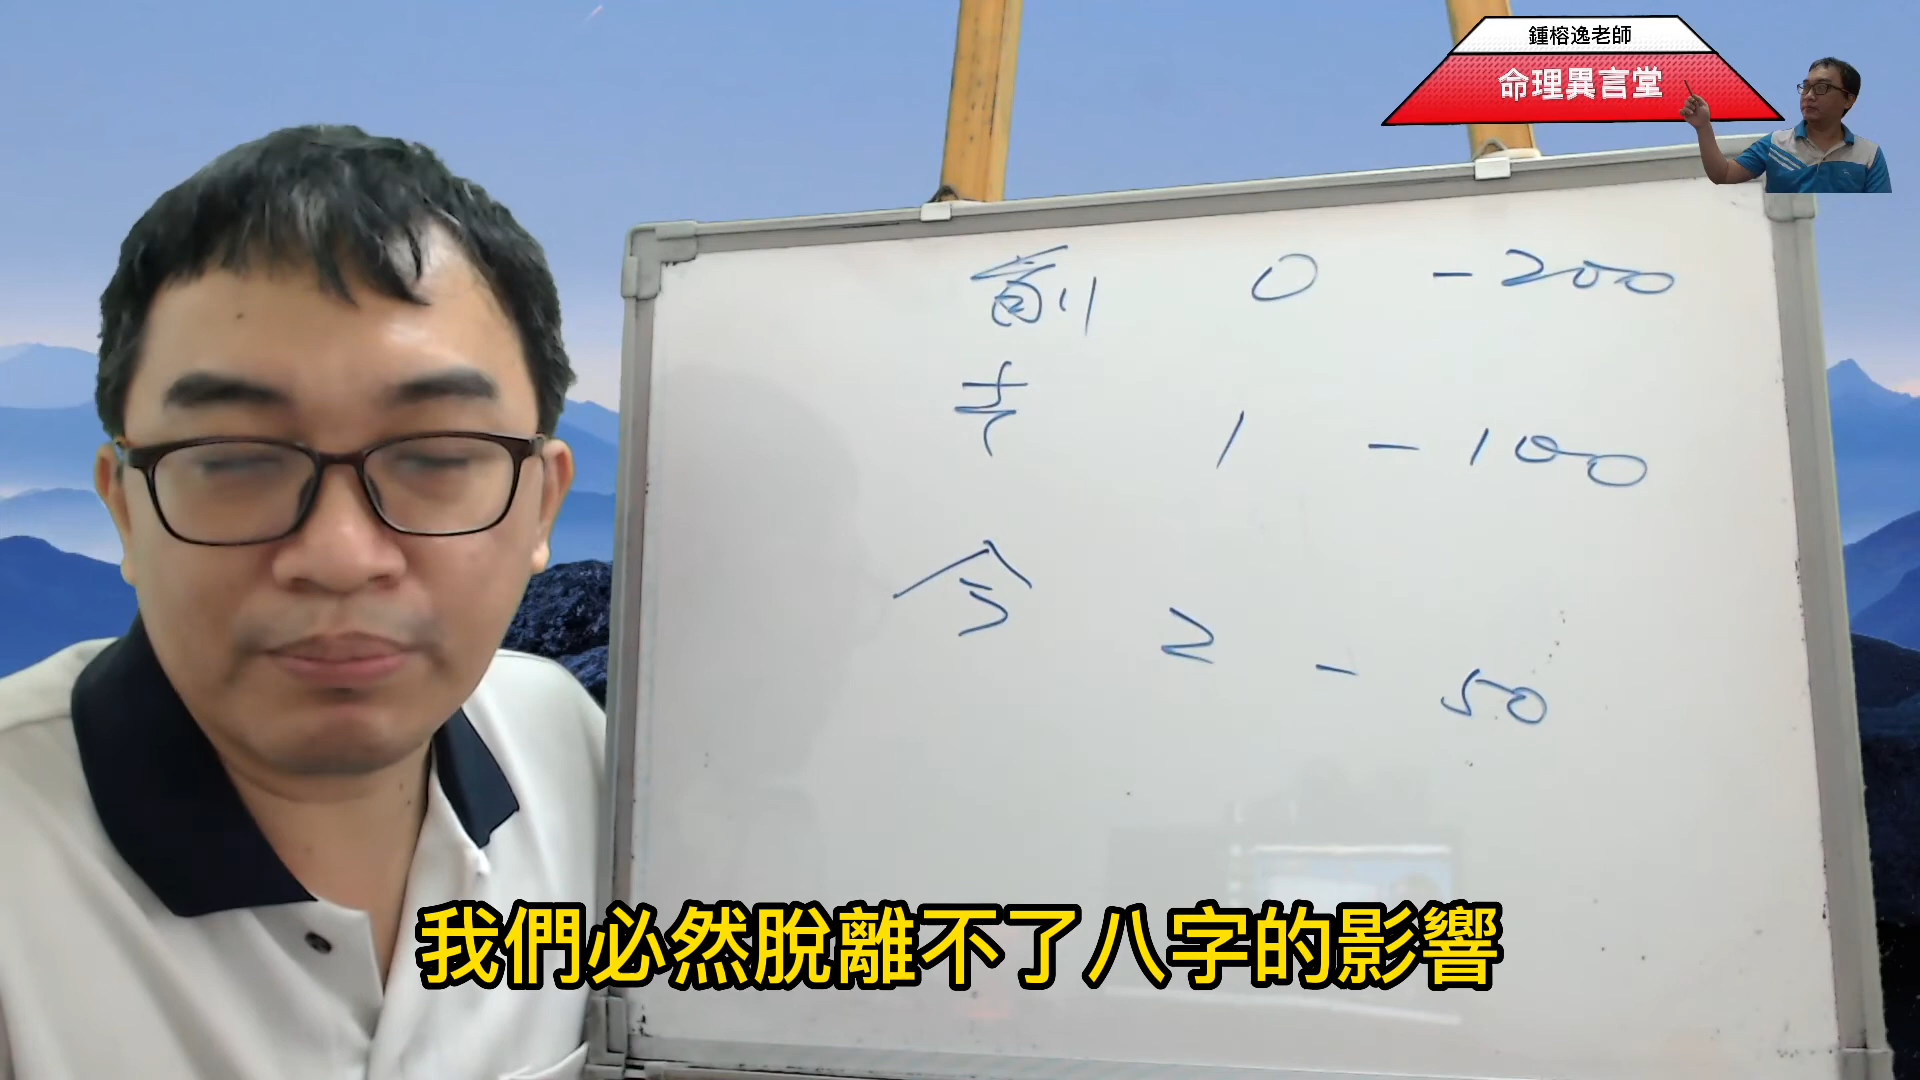 鍾榕逸老師
命理異言堂
前 0 -200
去 1 -100
今 2 - 50
我們必然脫離不了八字的影響